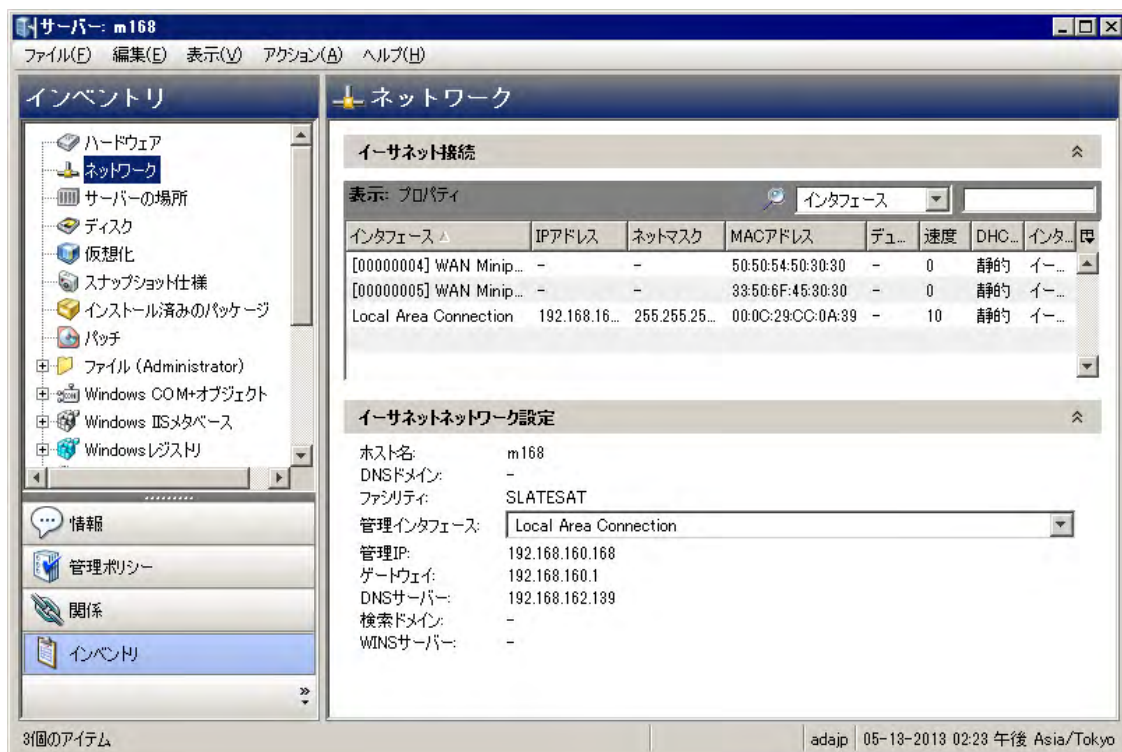 サーバー: m168
ファイル(F) 編集(E) 表示(V) アクション(A) ヘルプ(H)
インベントリ
ハードウェア
ネットワーク
サーバーの場所
ディスク
仮想化
スナップショット仕様
インストール済みのパッケージ
パッチ
ファイル (Administrator)
Windows COM+オブジェクト
Windows IISメタベース
Windowsレジストリ
情報
管理ポリシー
関係
インベントリ
ネットワーク
イーサネット接続
表示: プロパティ インタフェース
インタフェース IPアドレス ネットマスク MACアドレス デュ... 速度 DHC... インタ...
[00000004] WAN Minip... - - 50:50:54:50:30:30 - 0 静的 イー...
[00000005] WAN Minip... - - 33:50:6F:45:30:30 - 0 静的 イー...
Local Area Connection 192.168.16... 255.255.25... 00:0C:29:CC:0A:39 - 10 静的 イー...
イーサネットネットワーク設定
ホスト名: m168
DNSドメイン: -
ファシリティ: SLATESAT
管理インタフェース: Local Area Connection
管理IP: 192.168.160.168
ゲートウェイ: 192.168.160.1
DNSサーバー: 192.168.162.139
検索ドメイン: -
WINSサーバー: -
3個のアイテム adajp 05-13-2013 02:23 午後 Asia/Tokyo